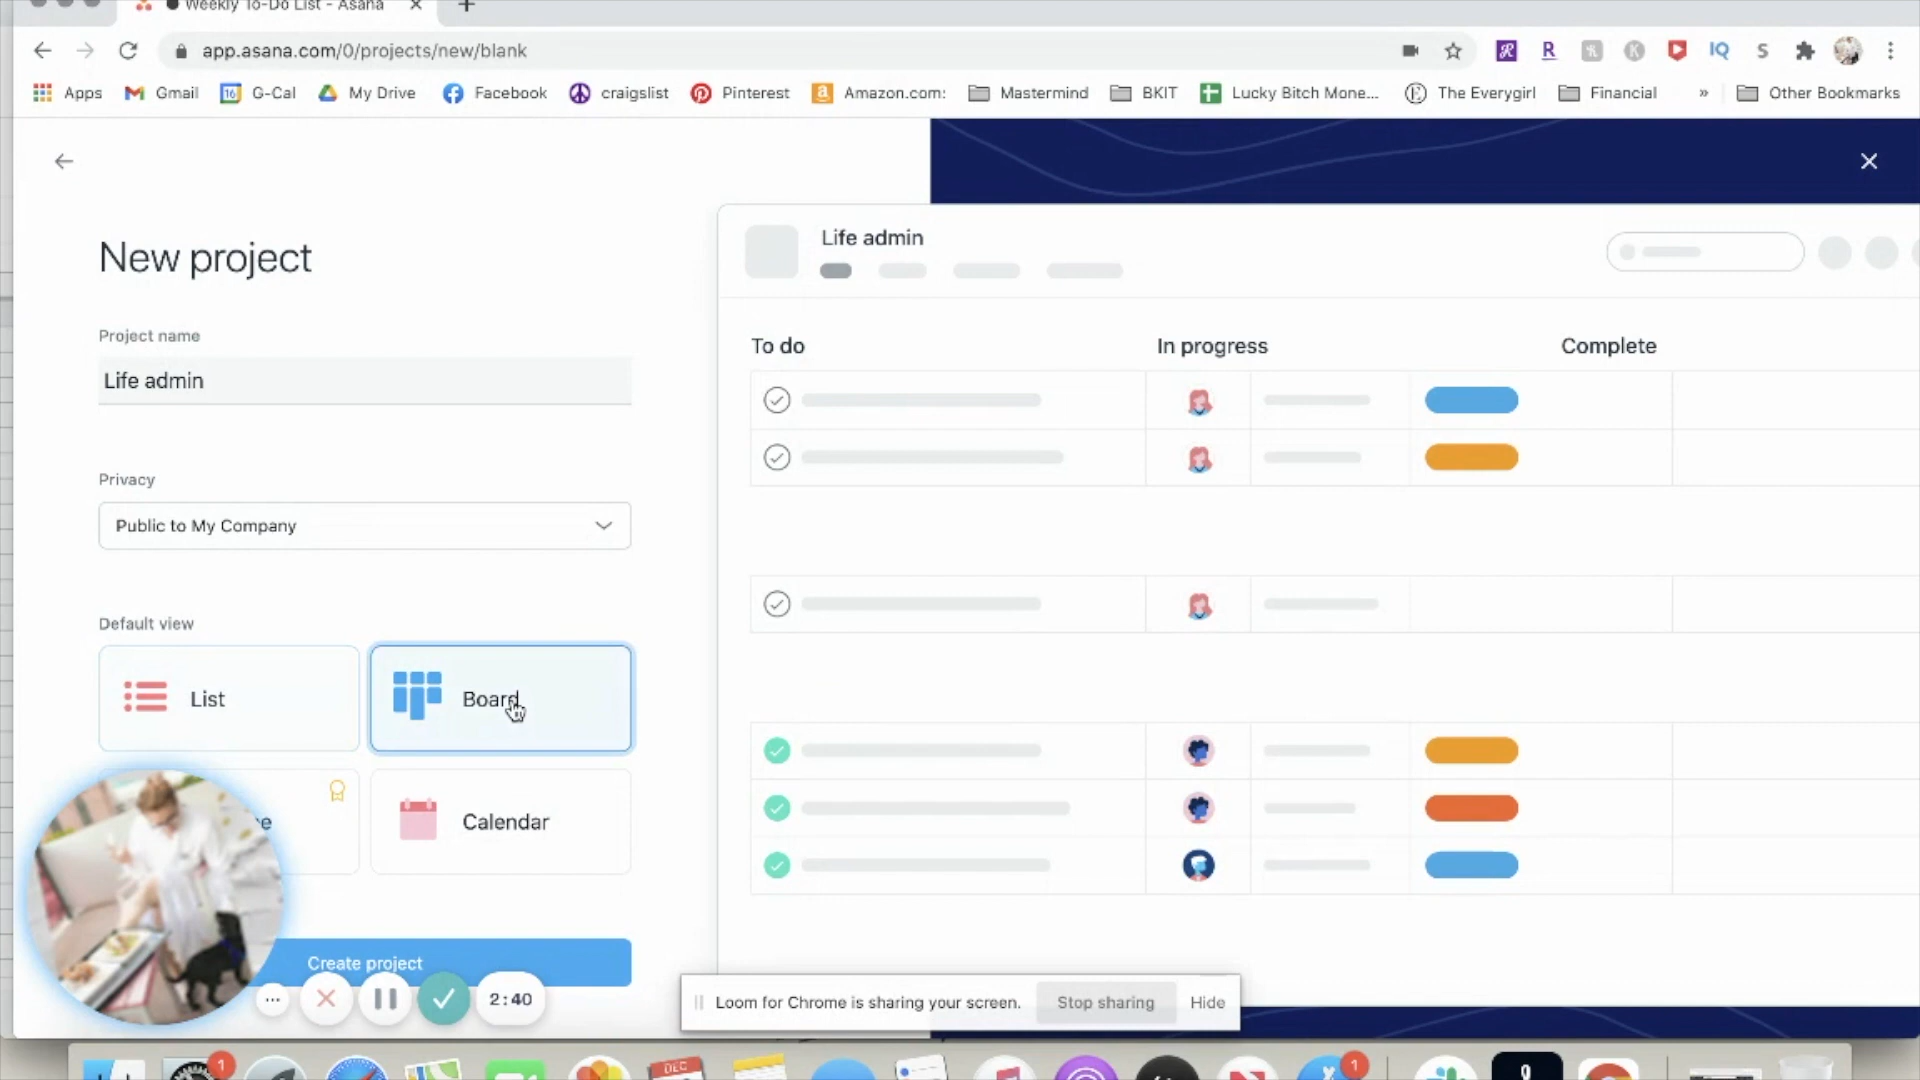 Weekly To-Do List - Asana
app.asana.com/0/projects/new/blank
Apps Gmail G-Cal My Drive Facebook craigslist Pinterest Amazon.com: Mastermind BKIT Lucky Bitch Mone... The Everygirl Financial » Other Bookmarks
New project
Project name
Life admin
Privacy
Public to My Company
Default view
List
Board
Calendar
Create project
2:40
Life admin
To do In progress Complete
Loom for Chrome is sharing your screen. Stop sharing Hide
DEC
1
1